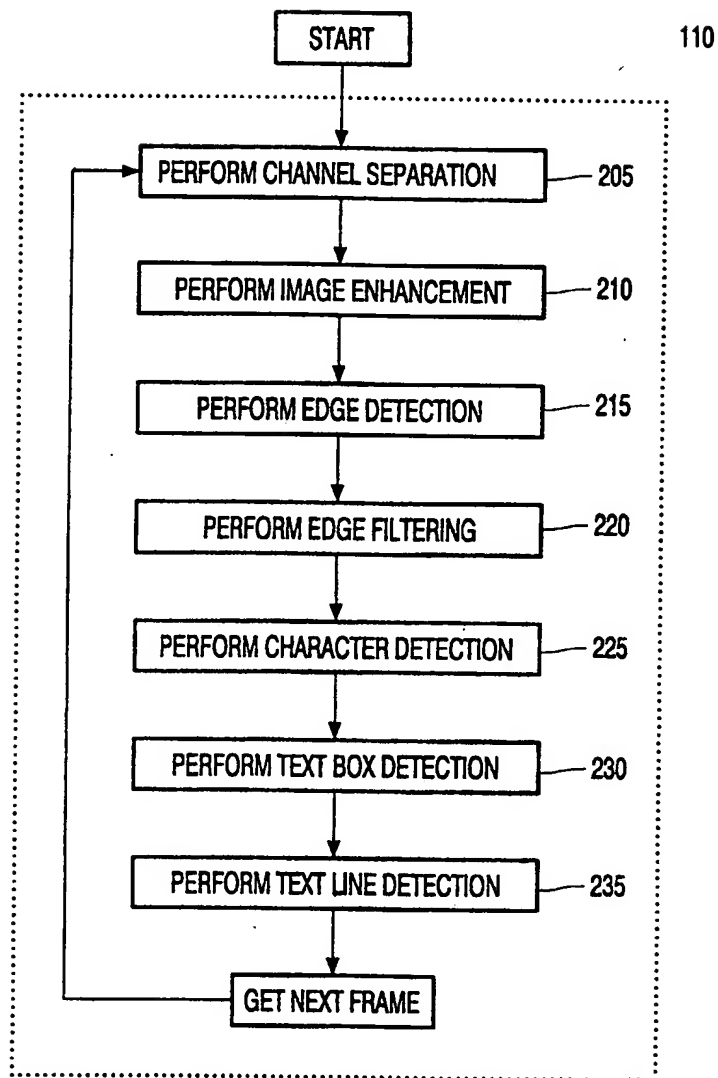 START
110
PERFORM CHANNEL SEPARATION
205
PERFORM IMAGE ENHANCEMENT
210
PERFORM EDGE DETECTION
215
PERFORM EDGE FILTERING
220
PERFORM CHARACTER DETECTION
225
PERFORM TEXT BOX DETECTION
230
PERFORM TEXT LINE DETECTION
235
GET NEXT FRAME